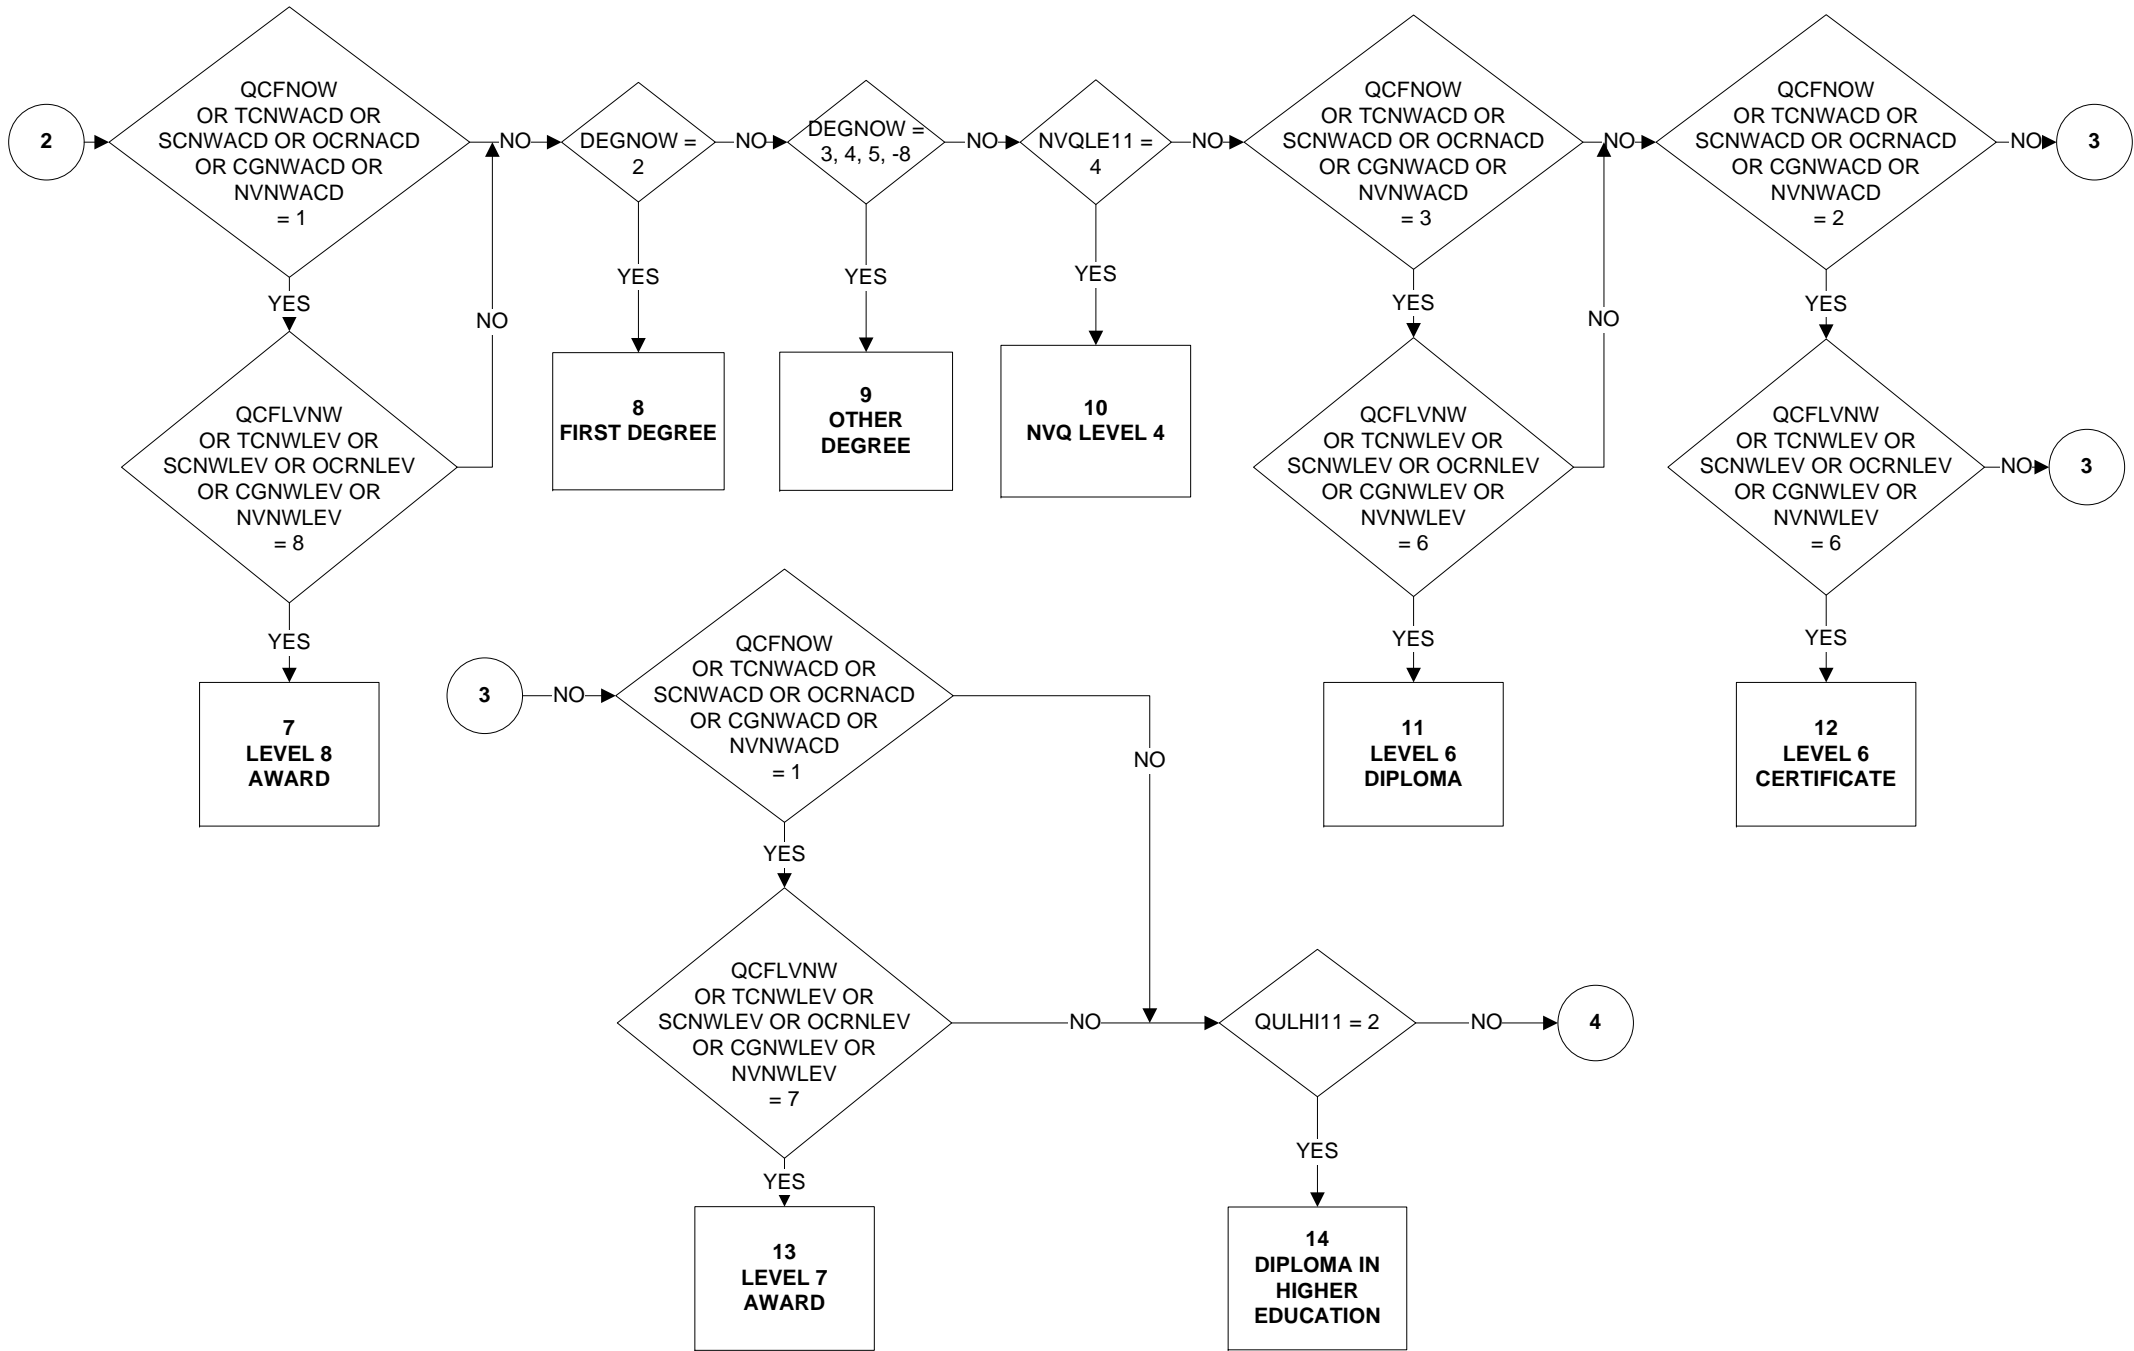 2
QCFNOW
OR TCNWACD OR
SCNWACD OR OCRNACD
OR CGNWACD OR
NVNWACD
= 1
NO
DEGNOW =
2
NO
DEGNOW =
3, 4, 5, -8
NO
NVQLE11 =
4
NO
QCFNOW
OR TCNWACD OR
SCNWACD OR OCRNACD
OR CGNWACD OR
NVNWACD
= 3
NO
QCFNOW
OR TCNWACD OR
SCNWACD OR OCRNACD
OR CGNWACD OR
NVNWACD
= 2
NO
3
YES
YES
YES
YES
YES
YES
NO
NO
QCFLVNW
OR TCNWLEV OR
SCNWLEV OR OCRNLEV
OR CGNWLEV OR
NVNWLEV
= 8
8
FIRST DEGREE
9
OTHER
DEGREE
10
NVQ LEVEL 4
QCFLVNW
OR TCNWLEV OR
SCNWLEV OR OCRNLEV
OR CGNWLEV OR
NVNWLEV
= 6
QCFLVNW
OR TCNWLEV OR
SCNWLEV OR OCRNLEV
OR CGNWLEV OR
NVNWLEV
= 6
NO
3
YES
YES
YES
7
LEVEL 8
AWARD
11
LEVEL 6
DIPLOMA
12
LEVEL 6
CERTIFICATE
3
NO
QCFNOW
OR TCNWACD OR
SCNWACD OR OCRNACD
OR CGNWACD OR
NVNWACD
= 1
NO
YES
QCFLVNW
OR TCNWLEV OR
SCNWLEV OR OCRNLEV
OR CGNWLEV OR
NVNWLEV
= 7
NO
QULHI11 = 2
NO
4
YES
YES
13
LEVEL 7
AWARD
14
DIPLOMA IN
HIGHER
EDUCATION